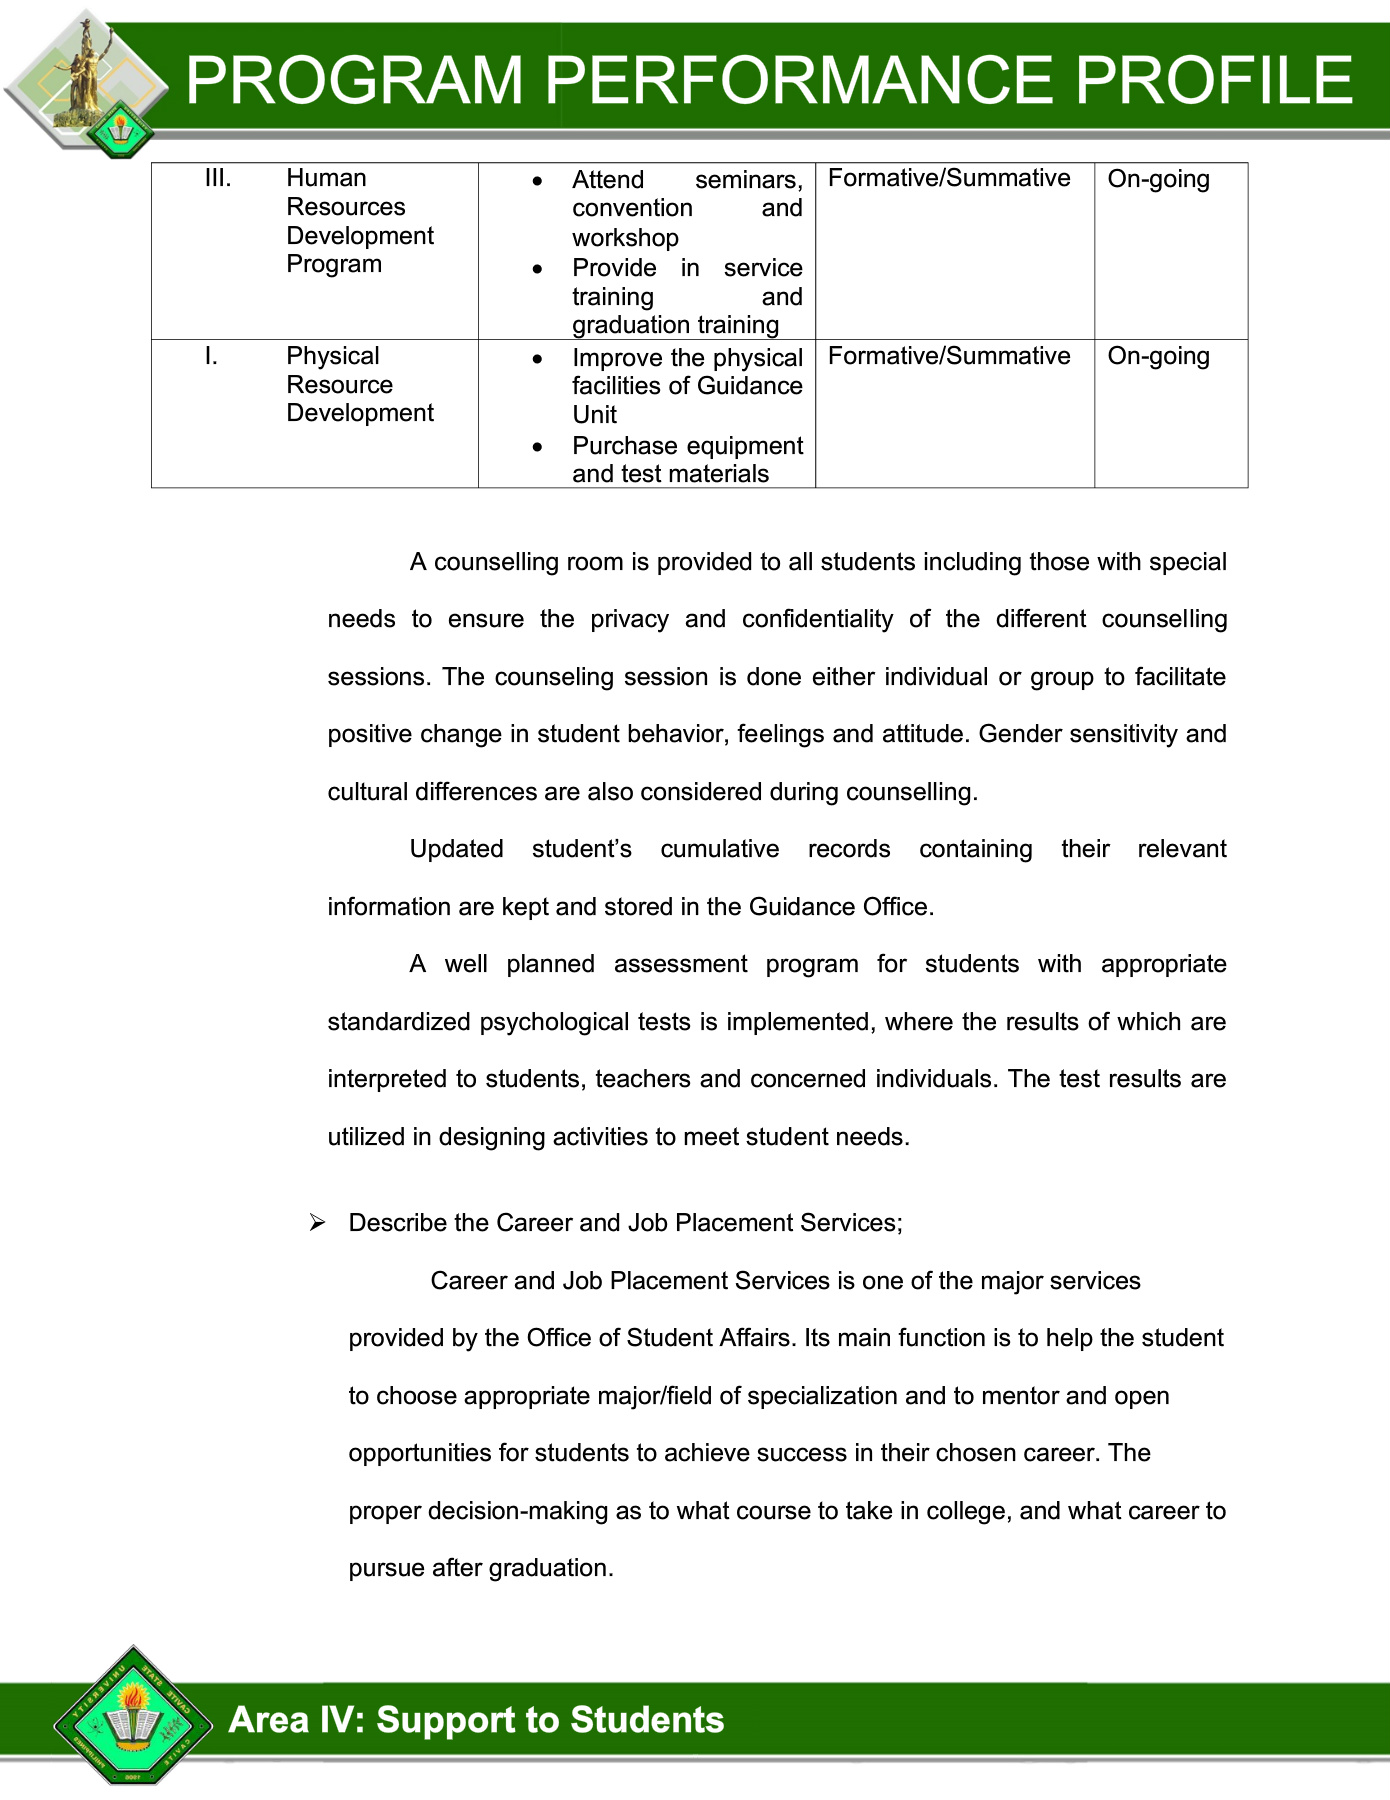 PROGRAM PERFORMANCE PROFILE
III. Human
Resources
Development
Program
• Attend seminars,
convention and
workshop
• Provide in service
training and
graduation training
Formative/Summative
On-going
I. Physical
Resource
Development
• Improve the physical
facilities of Guidance
Unit
• Purchase equipment
and test materials
Formative/Summative
On-going
A counselling room is provided to all students including those with special
needs to ensure the privacy and confidentiality of the different counselling
sessions. The counseling session is done either individual or group to facilitate
positive change in student behavior, feelings and attitude. Gender sensitivity and
cultural differences are also considered during counselling.
Updated student’s cumulative records containing their relevant
information are kept and stored in the Guidance Office.
A well planned assessment program for students with appropriate
standardized psychological tests is implemented, where the results of which are
interpreted to students, teachers and concerned individuals. The test results are
utilized in designing activities to meet student needs.
➢ Describe the Career and Job Placement Services;
Career and Job Placement Services is one of the major services
provided by the Office of Student Affairs. Its main function is to help the student
to choose appropriate major/field of specialization and to mentor and open
opportunities for students to achieve success in their chosen career. The
proper decision-making as to what course to take in college, and what career to
pursue after graduation.
CAVITE STATE UNIVERSITY
CAVITE PHILIPPINES
Area IV: Support to Students